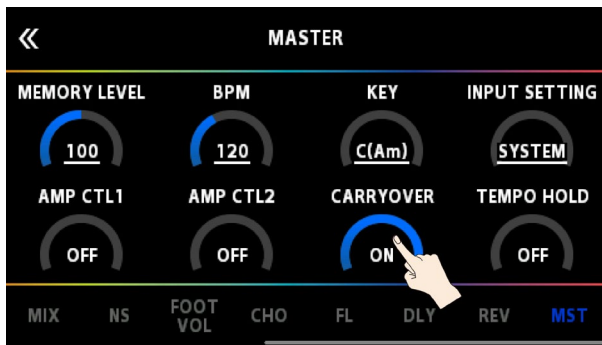 MASTER
MEMORY LEVEL BPM KEY INPUT SETTING
100 120 C(Am) SYSTEM
AMP CTL1 AMP CTL2 CARRYOVER TEMPO HOLD
OFF OFF ON OFF
MIX NS FOOT VOL CHO FL DLY REV MST